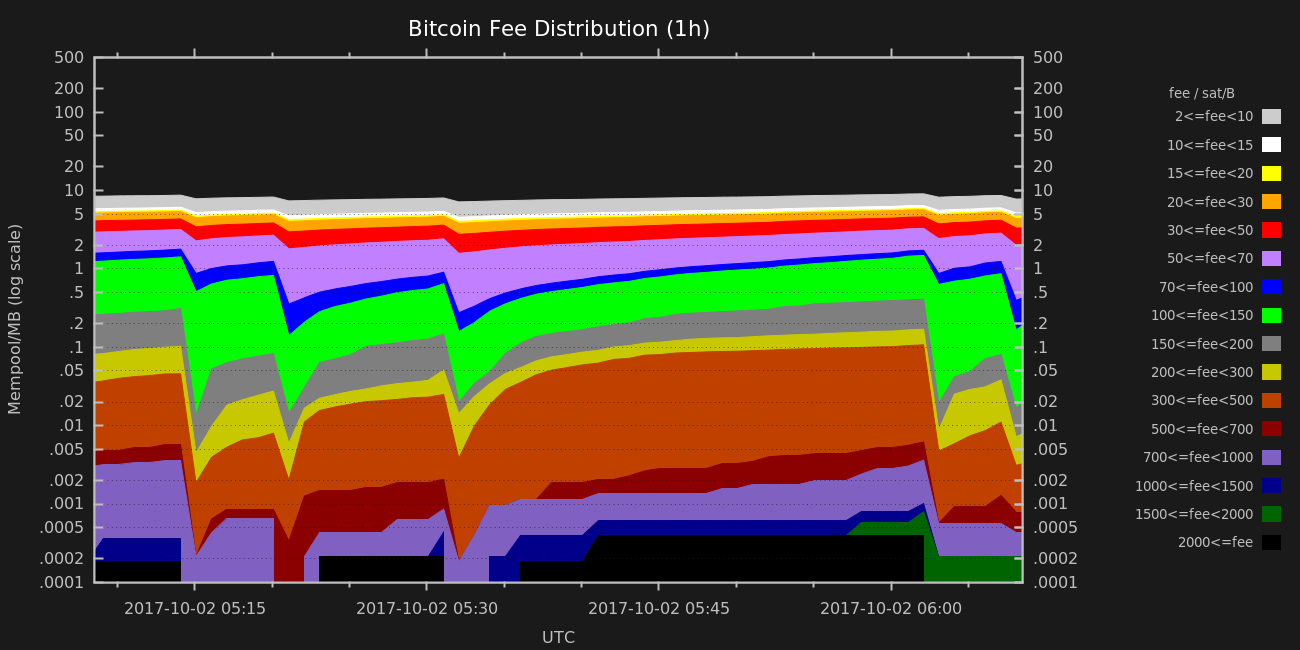 Bitcoin Fee Distribution (1h)
500
200
100
50
20
10
5
2
1
.5
.2
.1
.05
.02
.01
.005
.002
.001
.0005
.0002
.0001
Mempool/MB (log scale)
500
200
100
50
20
10
5
2
1
.5
.2
.1
.05
.02
.01
.005
.002
.001
.0005
.0002
.0001
2017-10-02 05:15
2017-10-02 05:30
2017-10-02 05:45
2017-10-02 06:00
UTC
fee / sat/B
2<=fee<10
10<=fee<15
15<=fee<20
20<=fee<30
30<=fee<50
50<=fee<70
70<=fee<100
100<=fee<150
150<=fee<200
200<=fee<300
300<=fee<500
500<=fee<700
700<=fee<1000
1000<=fee<1500
1500<=fee<2000
2000<=fee